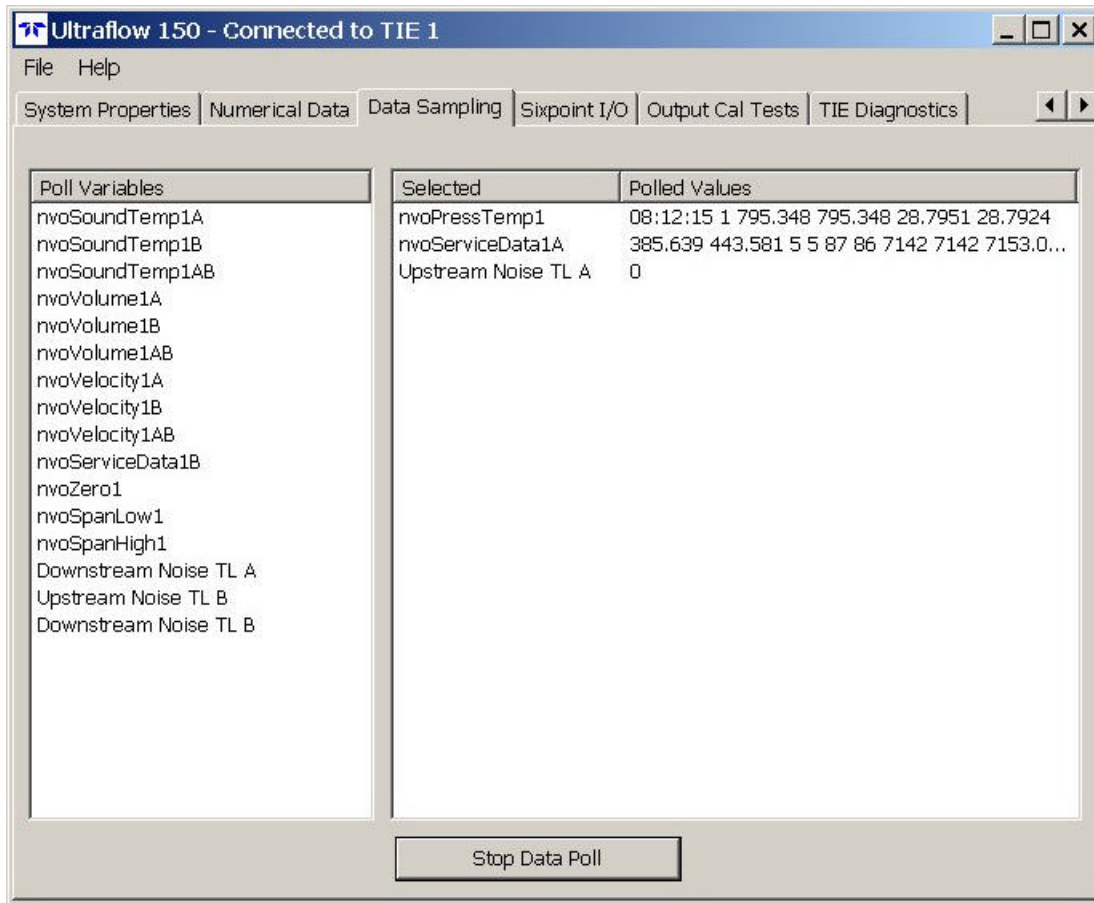 Ultraflow 150 - Connected to TIE 1
File Help
System Properties Numerical Data Data Sampling Sixpoint I/O Output Cal Tests TIE Diagnostics
Poll Variables
nvoSoundTemp1A
nvoSoundTemp1B
nvoSoundTemp1AB
nvoVolume1A
nvoVolume1B
nvoVolume1AB
nvoVelocity1A
nvoVelocity1B
nvoVelocity1AB
nvoServiceData1B
nvoZero1
nvoSpanLow1
nvoSpanHigh1
Downstream Noise TL A
Upstream Noise TL B
Downstream Noise TL B
Selected Polled Values
nvoPressTemp1 08:12:15 1 795.348 795.348 28.7951 28.7924
nvoServiceData1A 385.639 443.581 5 5 87 86 7142 7142 7153.0...
Upstream Noise TL A 0
Stop Data Poll